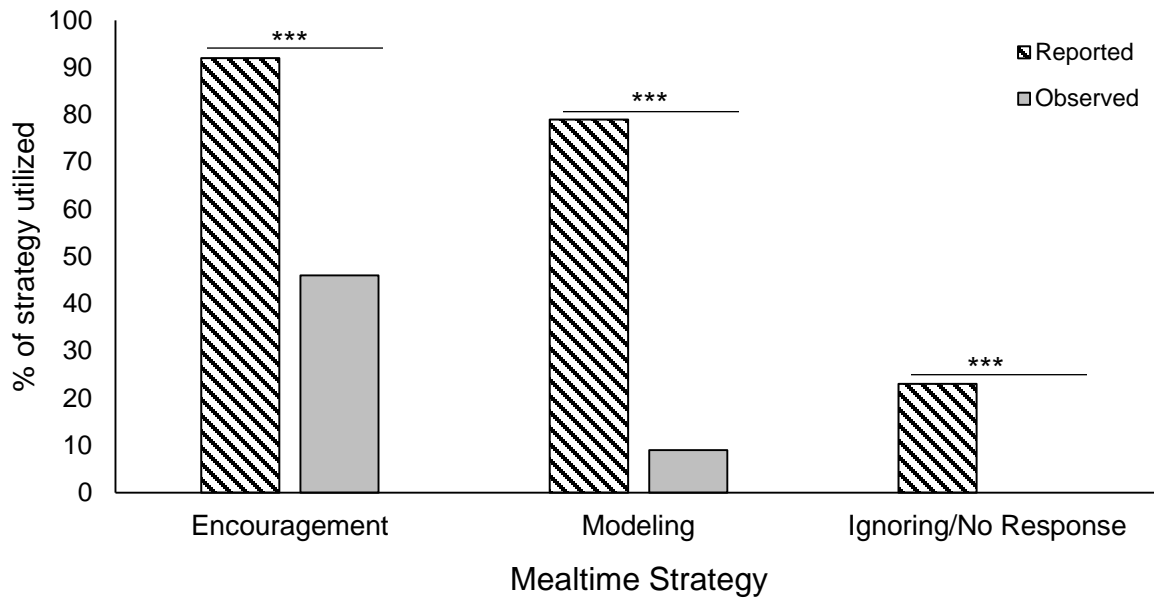 100
90
80
70
60
50
40
30
20
10
0
% of strategy utilized
***
***
***
Reported
Observed
Encouragement
Modeling
Ignoring/No Response
Mealtime Strategy